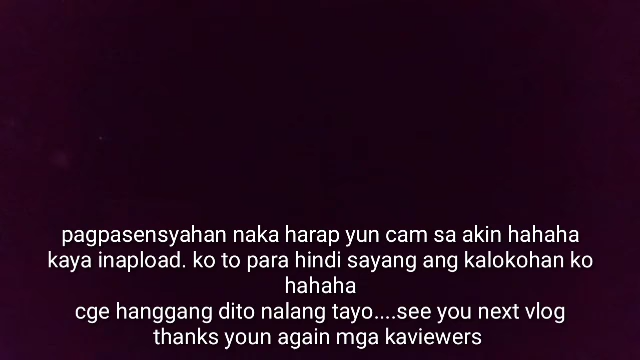 pagpasensyahan naka harap yun cam sa akin hahaha
kaya inapload. ko to para hindi sayang ang kalokohan ko
hahaha
cge hanggang dito nalang tayo....see you next vlog
thanks youn again mga kaviewers